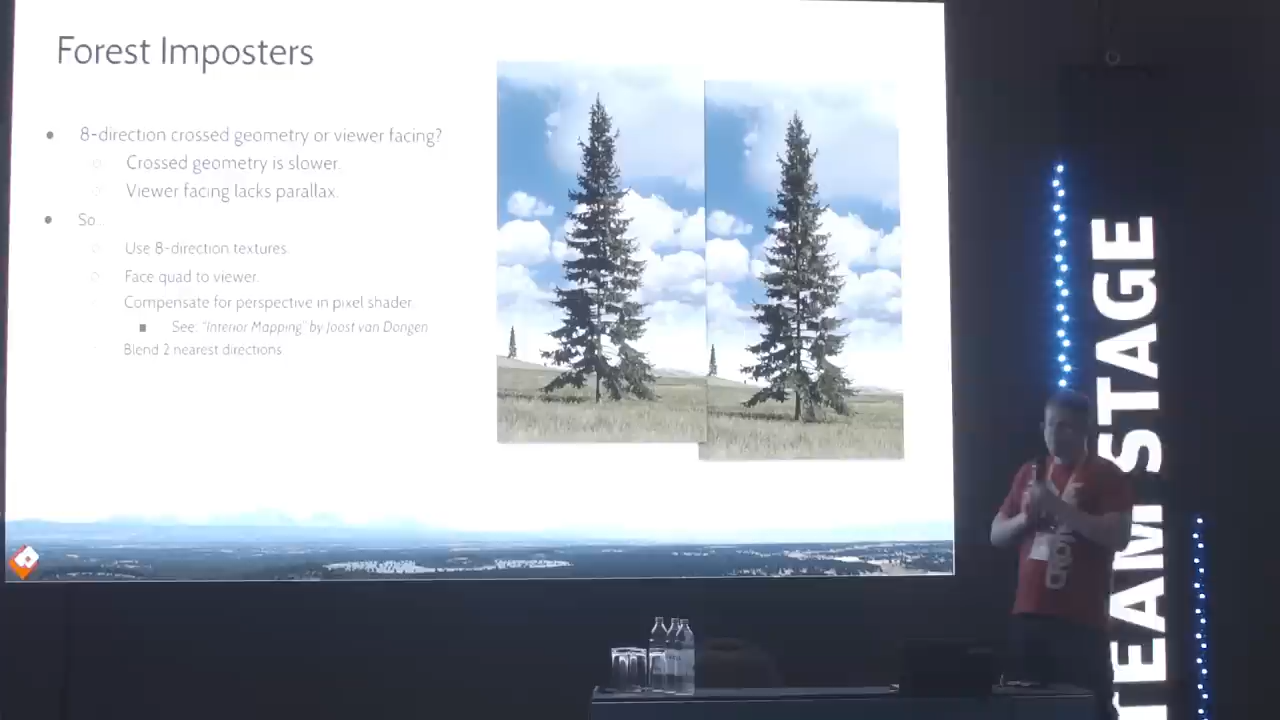 Forest Imposters
8-direction crossed geometry or viewer facing?
Crossed geometry is slower.
Viewer facing lacks parallax.
So...
Use 8-direction textures.
Face quad to viewer.
Compensate for perspective in pixel shader
See: "Interior Mapping" by Joost van Dongen
Blend 2 nearest directions
TEAM STAGE